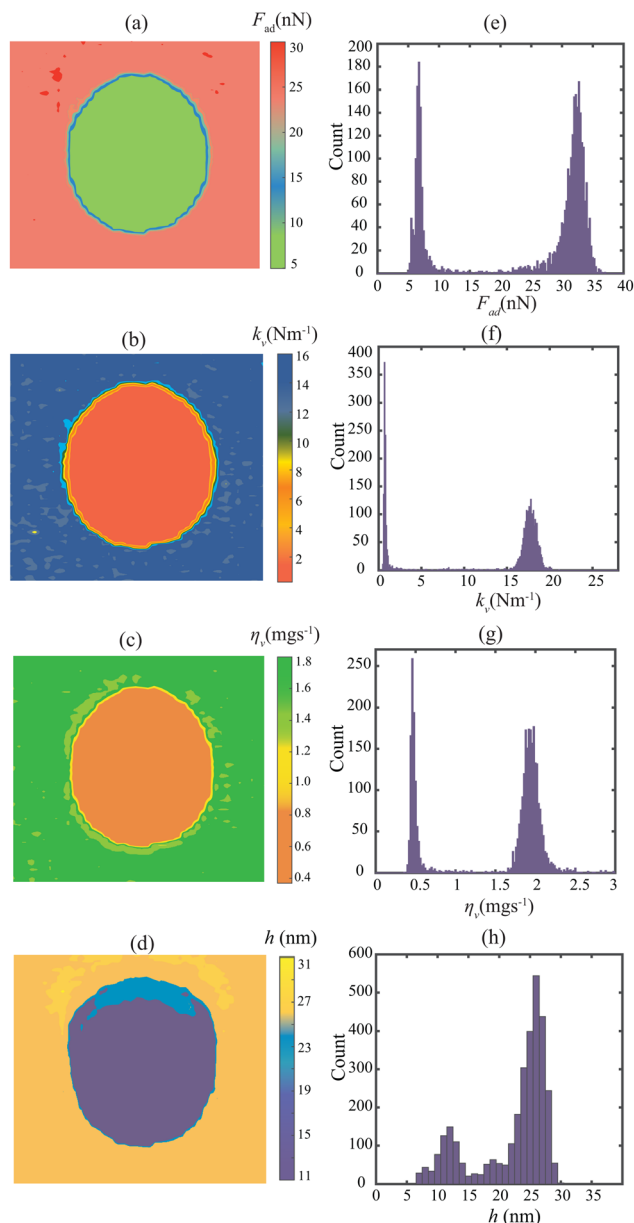 (a)
F_ad(nN)
30
25
20
15
10
5
(e)
Count
200
180
160
140
120
100
80
60
40
20
0
0 5 10 15 20 25 30 35 40
F_ad(nN)
(b)
k_v(Nm⁻¹)
16
14
12
10
8
6
4
2
(f)
Count
400
350
300
250
200
150
100
50
0
0 5 10 15 20 25
k_v(Nm⁻¹)
(c)
η_v(mgs⁻¹)
1.8
1.6
1.4
1.2
1.0
0.8
0.6
0.4
(g)
Count
250
200
150
100
50
0
0 0.5 1 1.5 2 2.5 3
η_v(mgs⁻¹)
(d)
h (nm)
31
27
23
19
15
11
(h)
Count
600
500
400
300
200
100
0
0 5 10 15 20 25 30 35
h (nm)